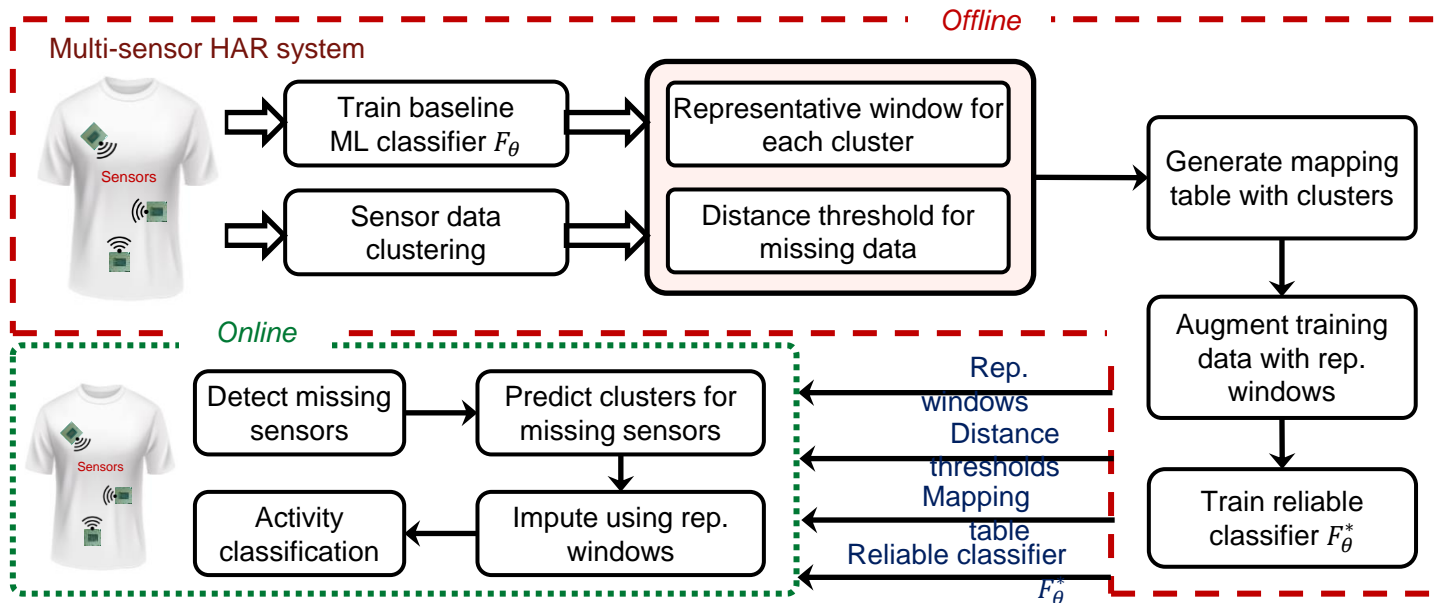 Offline
Multi-sensor HAR system
Sensors
Train baseline
ML classifier F_θ
Sensor data
clustering
Representative window for
each cluster
Distance threshold for
missing data
Generate mapping
table with clusters
Augment training
data with rep.
windows
Train reliable
classifier F_θ^*
Online
Sensors
Detect missing
sensors
Predict clusters for
missing sensors
Activity
classification
Impute using rep.
windows
Rep.
windows
Distance
thresholds
Mapping
table
Reliable classifier
F_θ^*